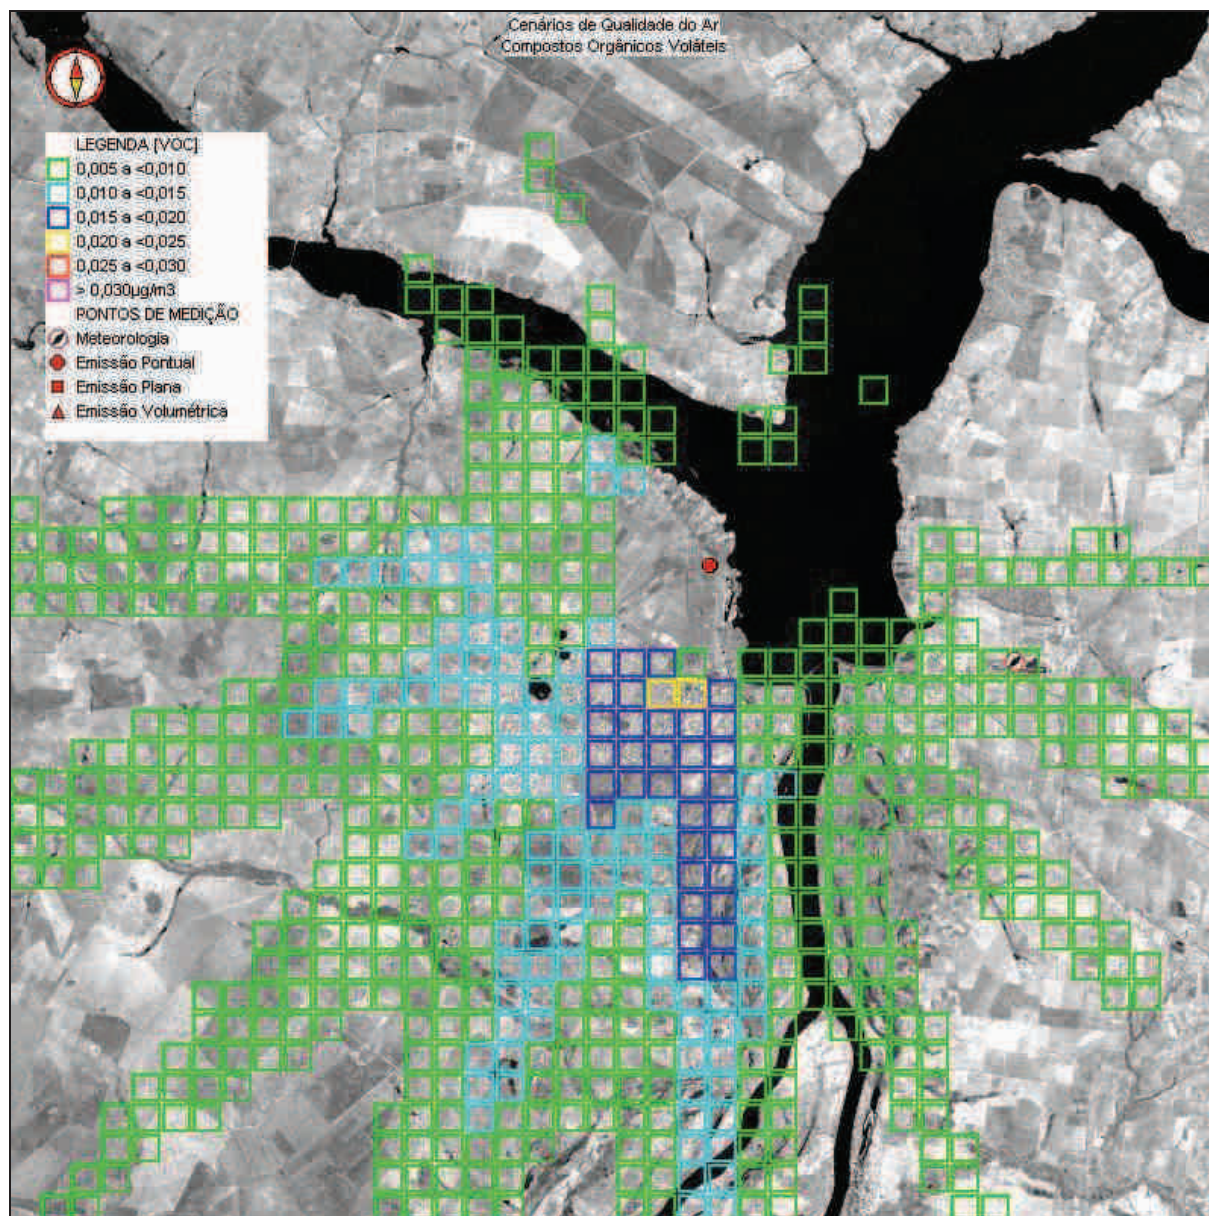 Cenários de Qualidade do Ar
Compostos Orgânicos Voláteis
LEGENDA [VOC]
0,005 a <0,010
0,010 a <0,015
0,015 a <0,020
0,020 a <0,025
0,025 a <0,030
> 0,030µg/m3
PONTOS DE MEDIÇÃO
Meteorologia
Emissão Pontual
Emissão Plana
Emissão Volumétrica